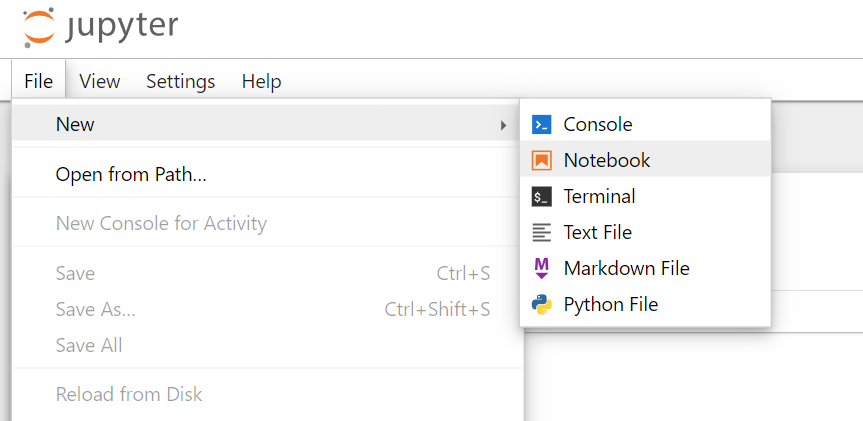 jupyter
File View Settings Help
New
Open from Path…
New Console for Activity
Save Ctrl+S
Save As… Ctrl+Shift+S
Save All
Reload from Disk
Console
Notebook
$_ Terminal
Text File
M Markdown File
Python File